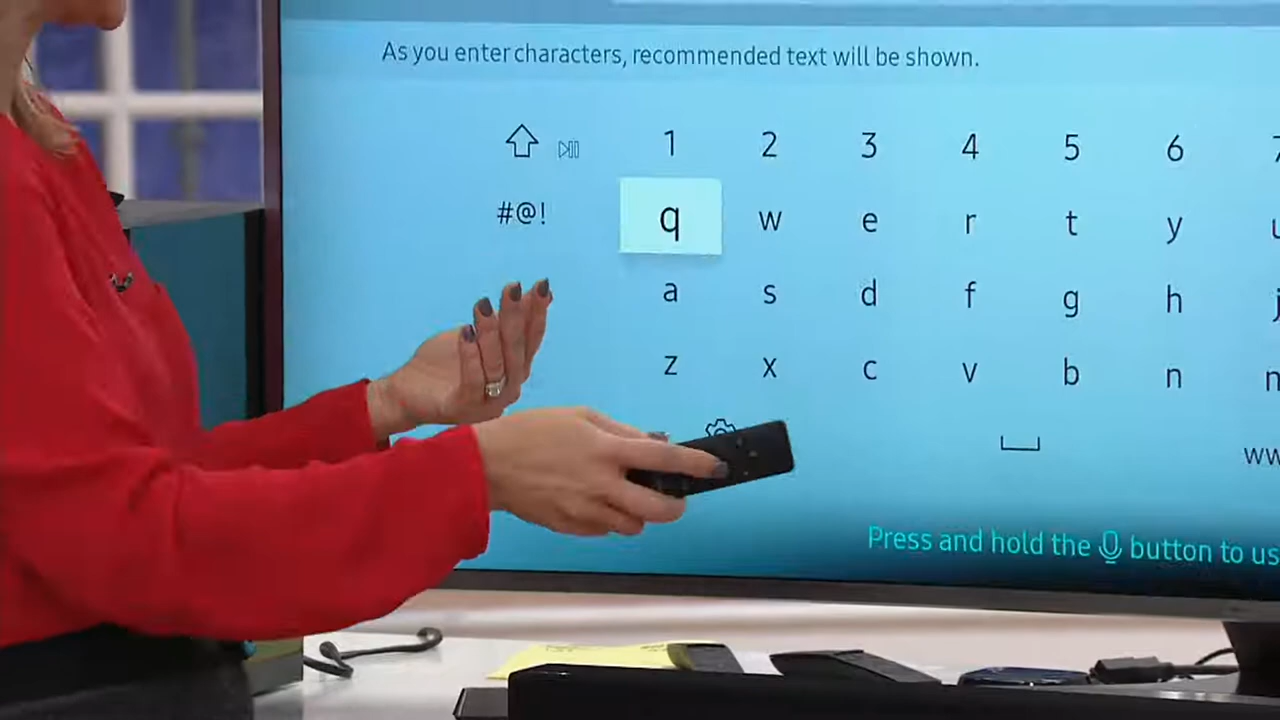 As you enter characters, recommended text will be shown.
1 2 3 4 5 6 7
#@! q w e r t y u
a s d f g h j
z x c v b n
Press and hold the button to